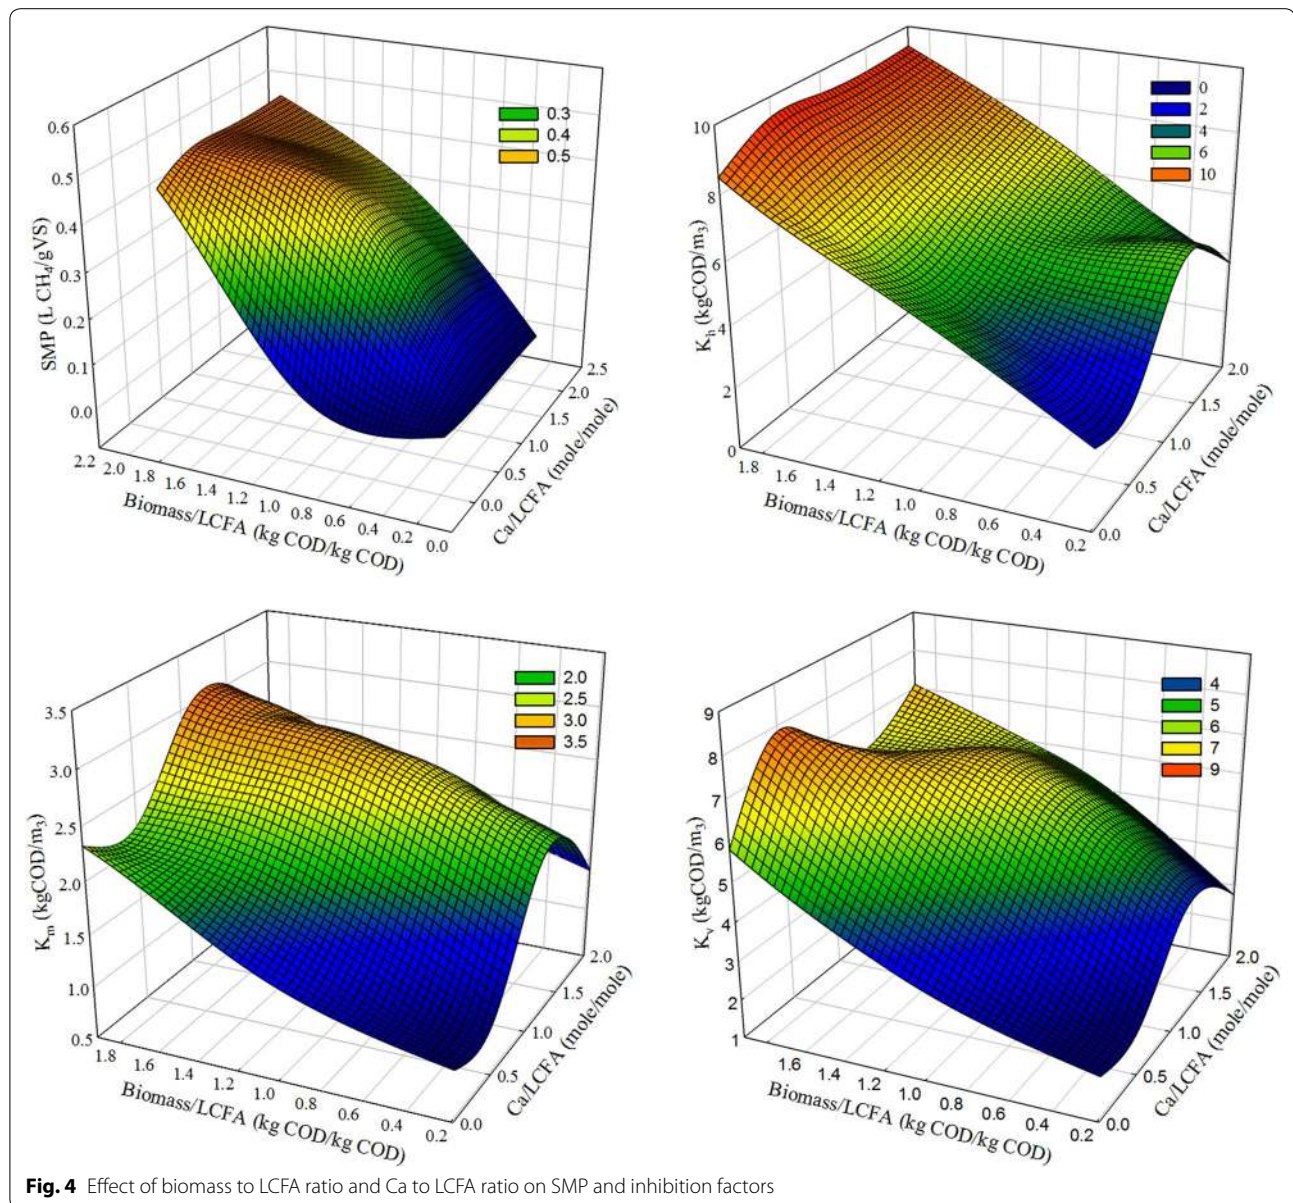 0.6
0.5
0.4
0.3
0.2
0.1
0.0
SMP (L CH4/gVS)
0.3
0.4
0.5
2.2 2.0 1.8 1.6 1.4 1.2 1.0 0.8 0.6 0.4 0.2 0.0
Biomass/LCFA (kg COD/kg COD)
0.0 0.5 1.0 1.5 2.0 2.5
Ca/LCFA (mole/mole)
10
8
6
4
2
0
Kh (kgCOD/m3)
0
2
4
6
10
1.8 1.6 1.4 1.2 1.0 0.8 0.6 0.4 0.2
Biomass/LCFA (kg COD/kg COD)
0.0 0.5 1.0 1.5 2.0
Ca/LCFA (mole/mole)
3.5
3.0
2.5
2.0
1.5
1.0
0.5
Km (kgCOD/m3)
2.0
2.5
3.0
3.5
1.8 1.6 1.4 1.2 1.0 0.8 0.6 0.4 0.2
Biomass/LCFA (kg COD/kg COD)
0.0 0.5 1.0 1.5 2.0
Ca/LCFA (mole/mole)
9
8
7
6
5
4
3
2
1
Kv (kgCOD/m3)
4
5
6
7
9
1.6 1.4 1.2 1.0 0.8 0.6 0.4 0.2
Biomass/LCFA (kg COD/kg COD)
0.0 0.5 1.0 1.5 2.0
Ca/LCFA (mole/mole)
Fig. 4 Effect of biomass to LCFA ratio and Ca to LCFA ratio on SMP and inhibition factors